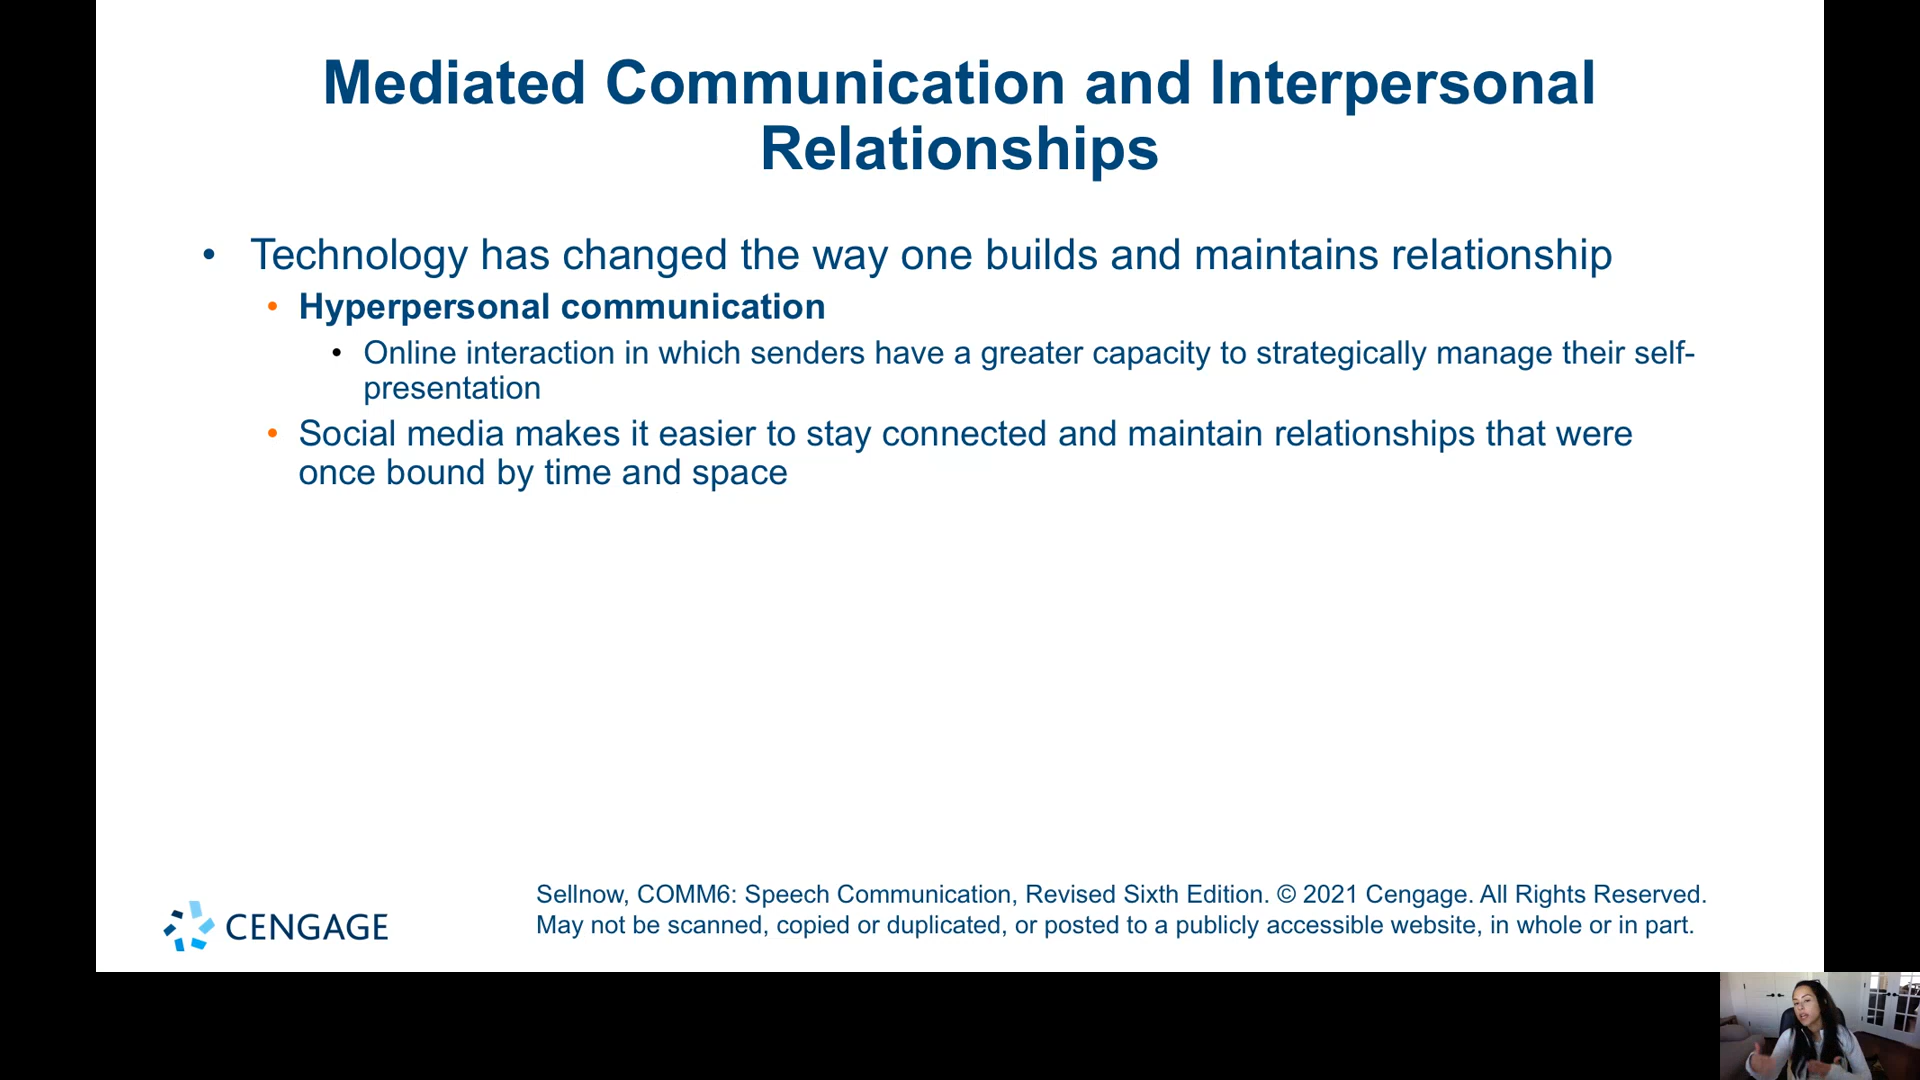 Mediated Communication and Interpersonal
Relationships
• Technology has changed the way one builds and maintains relationship
• Hyperpersonal communication
• Online interaction in which senders have a greater capacity to strategically manage their self-
presentation
• Social media makes it easier to stay connected and maintain relationships that were
once bound by time and space
CENGAGE
Sellnow, COMM6: Speech Communication, Revised Sixth Edition. © 2021 Cengage. All Rights Reserved.
May not be scanned, copied or duplicated, or posted to a publicly accessible website, in whole or in part.